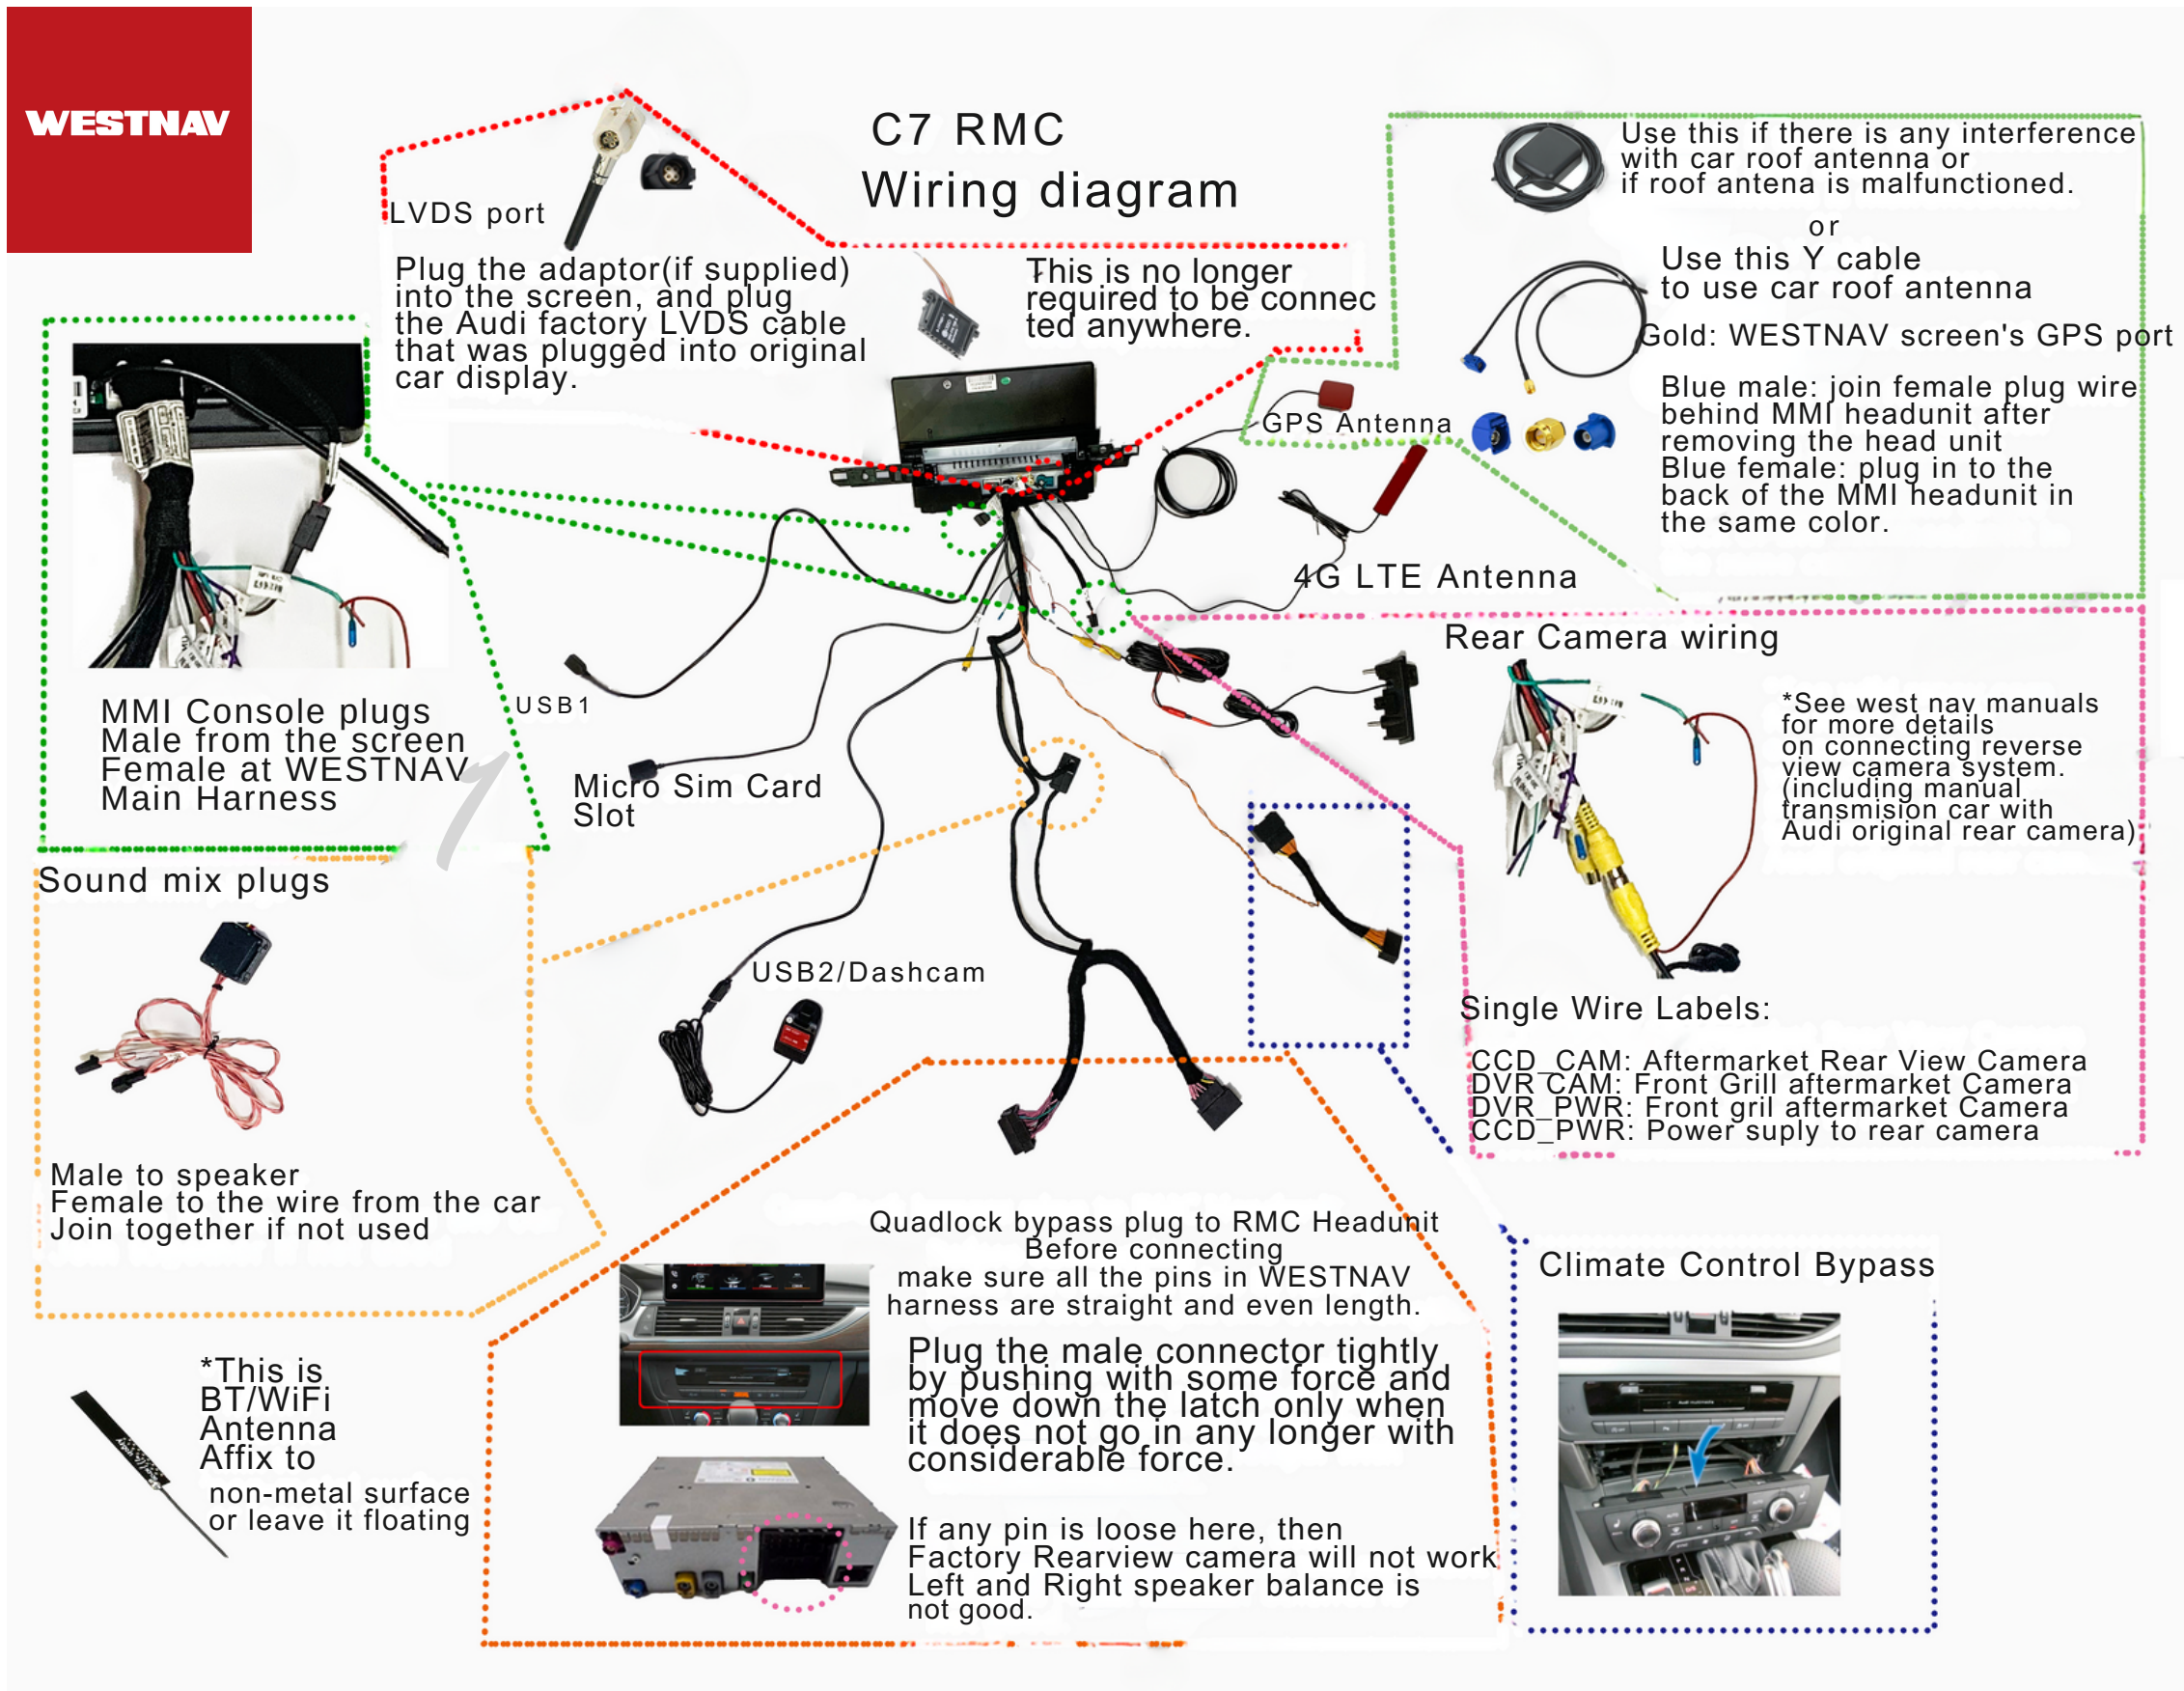 WESTNAV
C7 RMC
Wiring diagram
LVDS port
Plug the adaptor(if supplied)
into the screen, and plug
the Audi factory LVDS cable
that was plugged into original
car display.
This is no longer
required to be connec
ted anywhere.
Use this if there is any interference
with car roof antenna or
if roof antena is malfunctioned.
or
Use this Y cable
to use car roof antenna
Gold: WESTNAV screen's GPS port
Blue male: join female plug wire
behind MMI headunit after
removing the head unit
Blue female: plug in to the
back of the MMI headunit in
the same color.
GPS Antenna
4G LTE Antenna
MMI Console plugs
Male from the screen
Female at WESTNAV
Main Harness
USB1
Micro Sim Card
Slot
Rear Camera wiring
*See west nav manuals
for more details
on connecting reverse
view camera system.
(including manual
transmision car with
Audi original rear camera)
Sound mix plugs
Male to speaker
Female to the wire from the car
Join together if not used
USB2/Dashcam
Single Wire Labels:
CCD_CAM: Aftermarket Rear View Camera
DVR CAM: Front Grill aftermarket Camera
DVR_PWR: Front gril aftermarket Camera
CCD_PWR: Power suply to rear camera
Quadlock bypass plug to RMC Headunit
Before connecting
make sure all the pins in WESTNAV
harness are straight and even length.
Plug the male connector tightly
by pushing with some force and
move down the latch only when
it does not go in any longer with
considerable force.
If any pin is loose here, then
Factory Rearview camera will not work
Left and Right speaker balance is
not good.
Climate Control Bypass
*This is
BT/WiFi
Antenna
Affix to
non-metal surface
or leave it floating